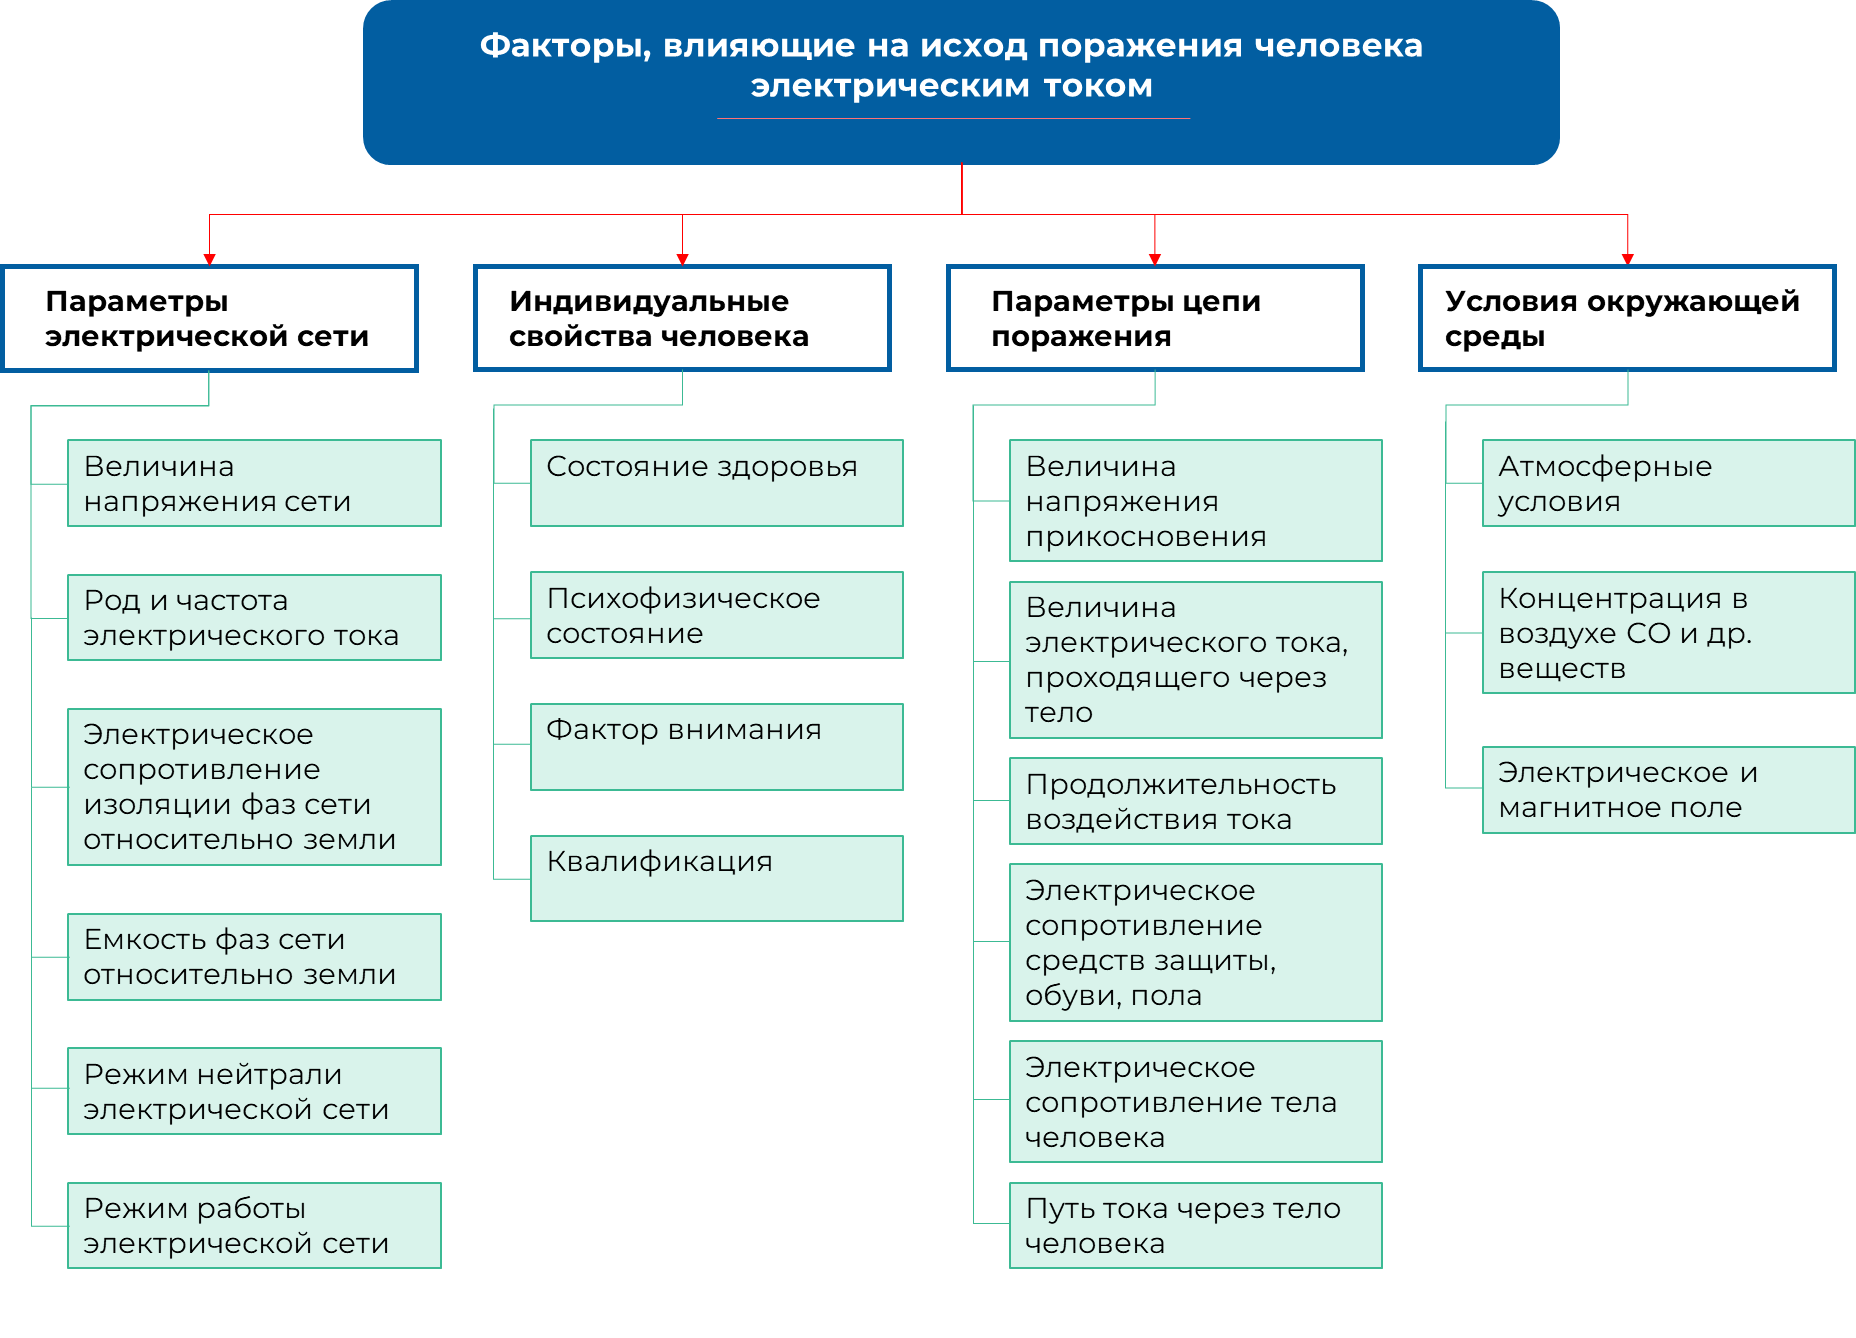 Факторы, влияющие на исход поражения человека
электрическим током
Параметры
электрической сети
Величина
напряжения сети
Род и частота
электрического тока
Электрическое
сопротивление
изоляции фаз сети
относительно земли
Емкость фаз сети
относительно земли
Режим нейтрали
электрической сети
Режим работы
электрической сети
Индивидуальные
свойства человека
Состояние здоровья
Психофизическое
состояние
Фактор внимания
Квалификация
Параметры цепи
поражения
Величина
напряжения
прикосновения
Величина
электрического тока,
проходящего через
тело
Продолжительность
воздействия тока
Электрическое
сопротивление
средств защиты,
обуви, пола
Электрическое
сопротивление тела
человека
Путь тока через тело
человека
Условия окружающей
среды
Атмосферные
условия
Концентрация в
воздухе СО и др.
веществ
Электрическое и
магнитное поле